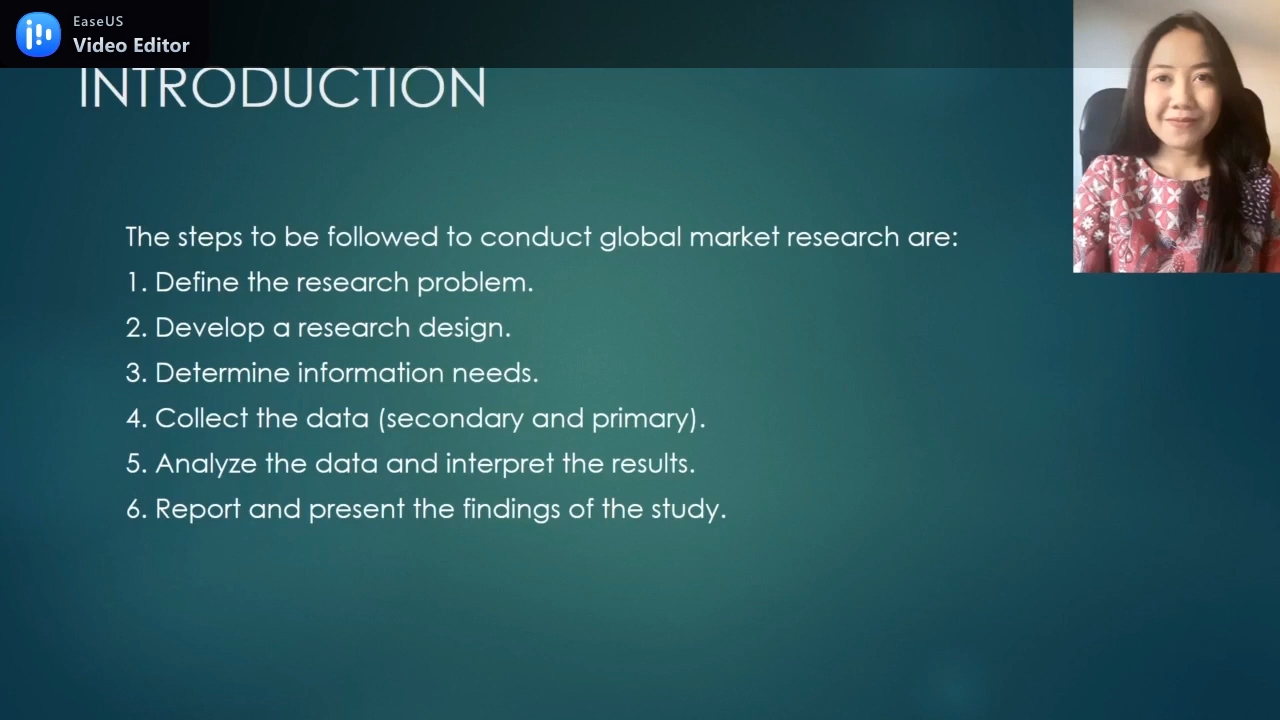 EaseUS
Video Editor
INTRODUCTION
The steps to be followed to conduct global market research are:
1. Define the research problem.
2. Develop a research design.
3. Determine information needs.
4. Collect the data (secondary and primary).
5. Analyze the data and interpret the results.
6. Report and present the findings of the study.